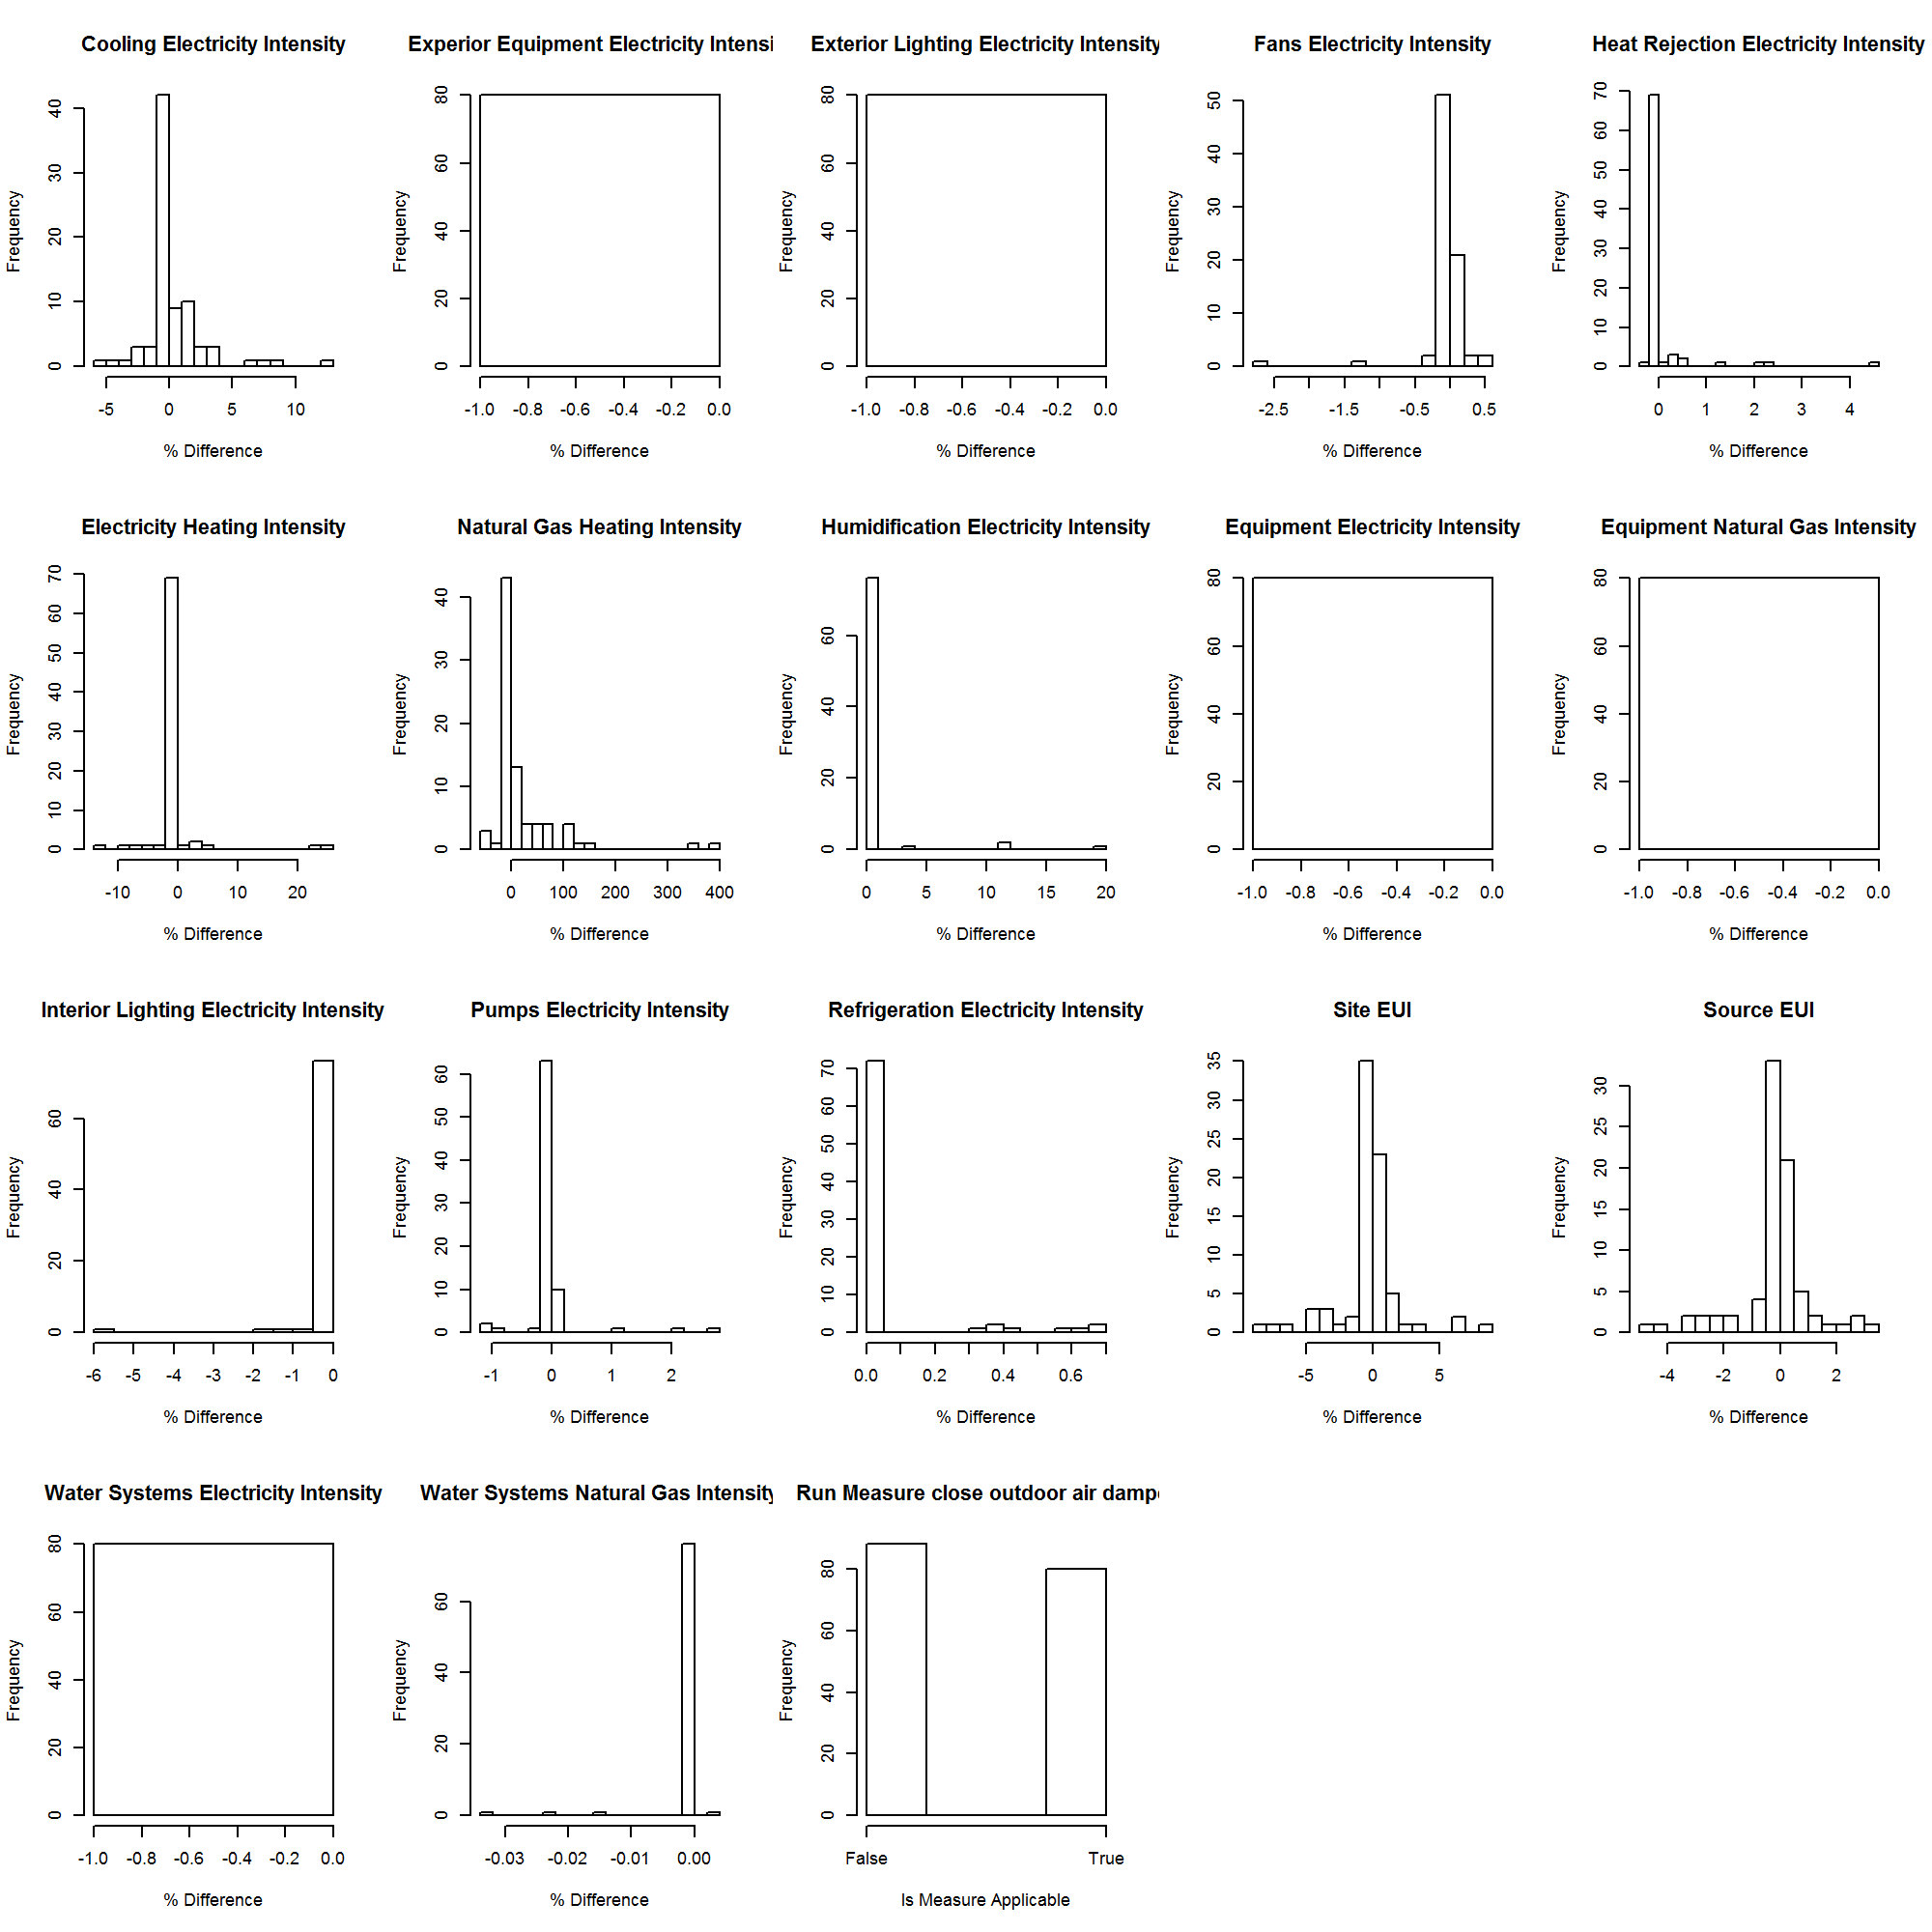 Cooling Electricity Intensity
Frequency
0 10 20 30 40
-5 0 5 10
% Difference
Experior Equipment Electricity Intensi
Frequency
0 20 40 60 80
-1.0 -0.8 -0.6 -0.4 -0.2 0.0
% Difference
Exterior Lighting Electricity Intensity
Frequency
0 20 40 60 80
-1.0 -0.8 -0.6 -0.4 -0.2 0.0
% Difference
Fans Electricity Intensity
Frequency
0 10 20 30 40 50
-2.5 -1.5 -0.5 0.5
% Difference
Heat Rejection Electricity Intensity
Frequency
0 10 20 30 40 50 60 70
0 1 2 3 4
% Difference
Electricity Heating Intensity
Frequency
0 10 20 30 40 50 60 70
-10 0 10 20
% Difference
Natural Gas Heating Intensity
Frequency
0 10 20 30 40
0 100 200 300 400
% Difference
Humidification Electricity Intensity
Frequency
0 20 40 60
0 5 10 15 20
% Difference
Equipment Electricity Intensity
Frequency
0 20 40 60 80
-1.0 -0.8 -0.6 -0.4 -0.2 0.0
% Difference
Equipment Natural Gas Intensity
Frequency
0 20 40 60 80
-1.0 -0.8 -0.6 -0.4 -0.2 0.0
% Difference
Interior Lighting Electricity Intensity
Frequency
0 20 40 60
-6 -5 -4 -3 -2 -1 0
% Difference
Pumps Electricity Intensity
Frequency
0 10 20 30 40 50 60
-1 0 1 2
% Difference
Refrigeration Electricity Intensity
Frequency
0 10 20 30 40 50 60 70
0.0 0.2 0.4 0.6
% Difference
Site EUI
Frequency
0 5 10 15 20 25 30 35
-5 0 5
% Difference
Source EUI
Frequency
0 5 10 15 20 25 30
-4 -2 0 2
% Difference
Water Systems Electricity Intensity
Frequency
0 20 40 60 80
-1.0 -0.8 -0.6 -0.4 -0.2 0.0
% Difference
Water Systems Natural Gas Intensity
Frequency
0 20 40 60
-0.03 -0.02 -0.01 0.00
% Difference
Run Measure close outdoor air damp
Frequency
0 20 40 60 80
False True
Is Measure Applicable